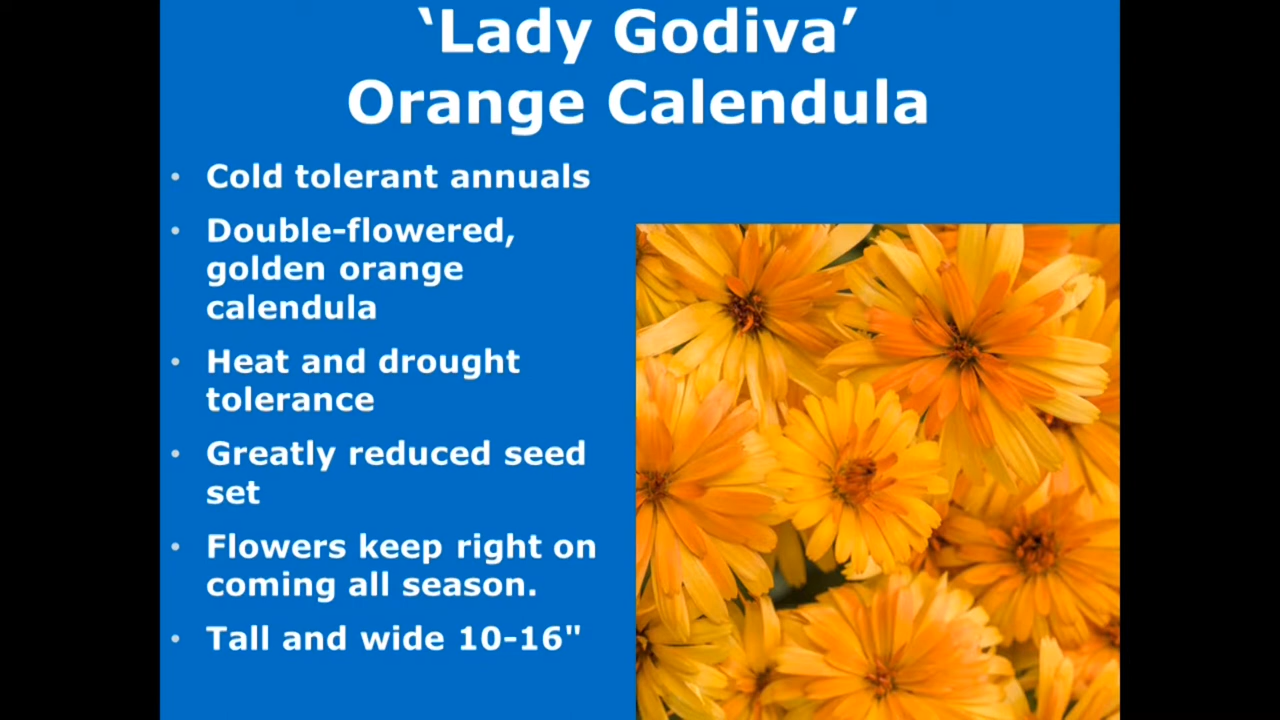 ‘Lady Godiva’
Orange Calendula
• Cold tolerant annuals
• Double-flowered,
golden orange
calendula
• Heat and drought
tolerance
• Greatly reduced seed
set
• Flowers keep right on
coming all season.
• Tall and wide 10-16"